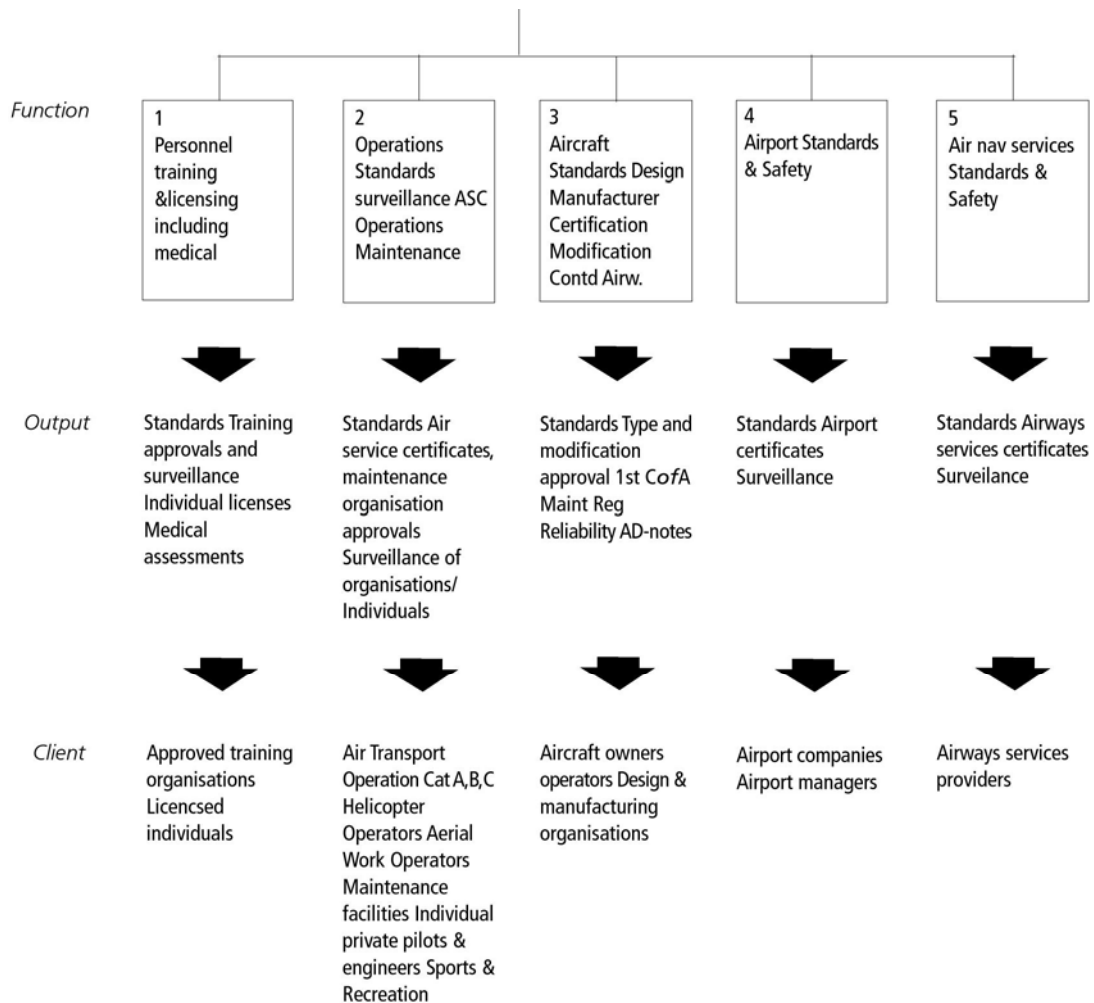 Function
1
Personnel
training
&licensing
including
medical
2
Operations
Standards
surveillance ASC
Operations
Maintenance
3
Aircraft
Standards Design
Manufacturer
Certification
Modification
Contd Airw.
4
Airport Standards
& Safety
5
Air nav services
Standards &
Safety
Output
Standards Training
approvals and
surveillance
Individual licenses
Medical
assessments
Standards Air
service certificates,
maintenance
organisation
approvals
Surveillance of
organisations/
Individuals
Standards Type and
modification
approval 1st CofA
Maint Reg
Reliability AD-notes
Standards Airport
certificates
Surveillance
Standards Airways
services certificates
Surveilance
Client
Approved training
organisations
Licencsed
individuals
Air Transport
Operation Cat A,B,C
Helicopter
Operators Aerial
Work Operators
Maintenance
facilities Individual
private pilots &
engineers Sports &
Recreation
Aircraft owners
operators Design &
manufacturing
organisations
Airport companies
Airport managers
Airways services
providers